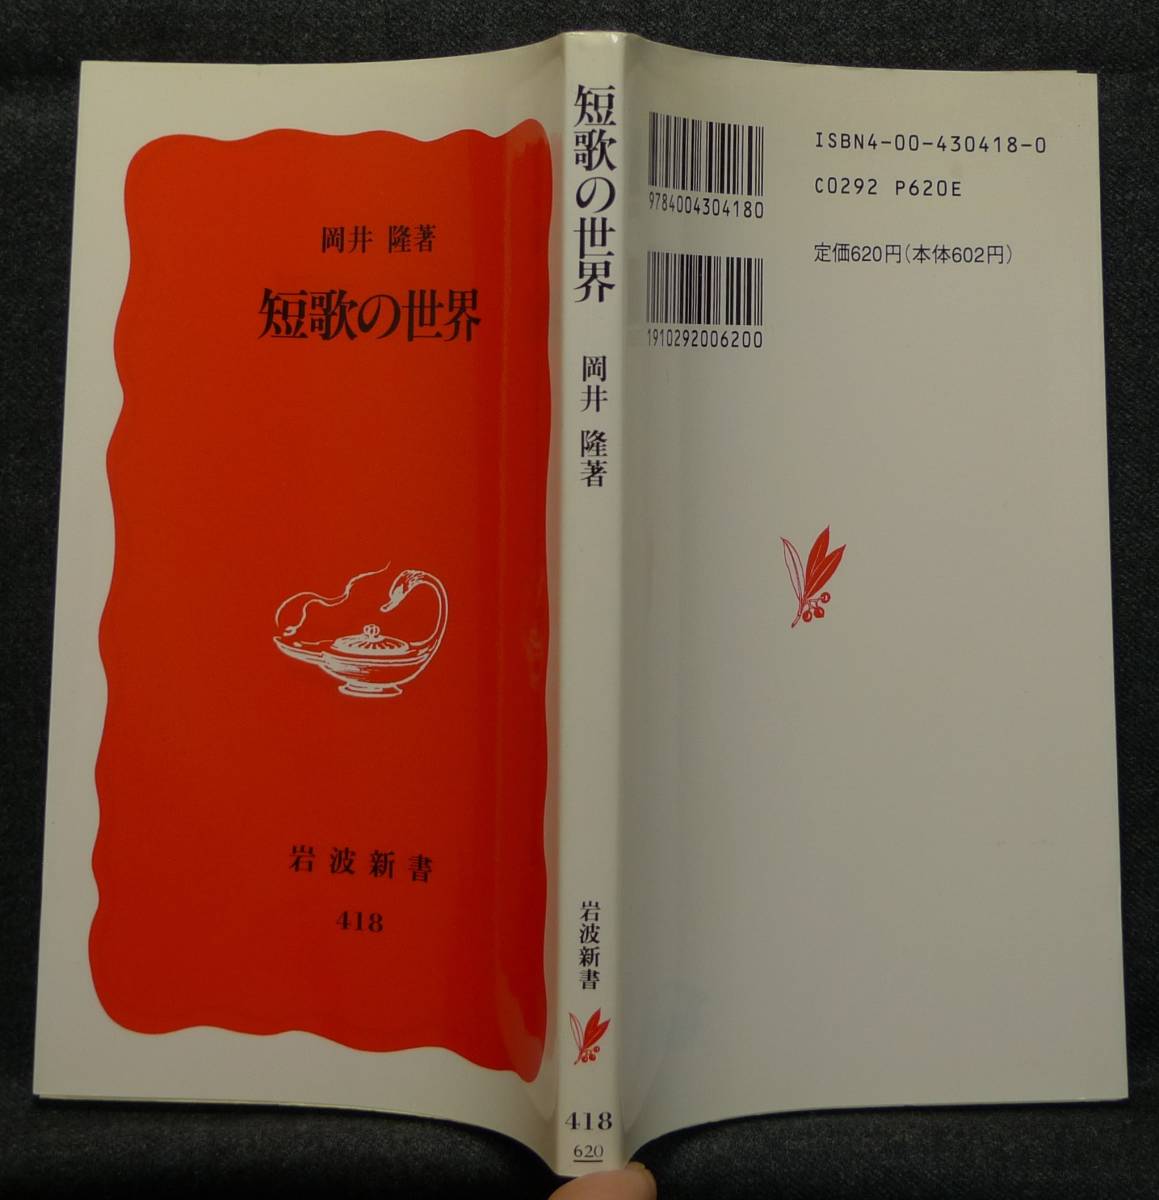 岡井 隆著
短歌の世界
岩波新書
418
短歌の世界
岡井 隆著
岩波新書
418
620
9784004304180
1910292006200
ISBN4-00-430418-0
C0292 P620E
定価620円(本体602円)